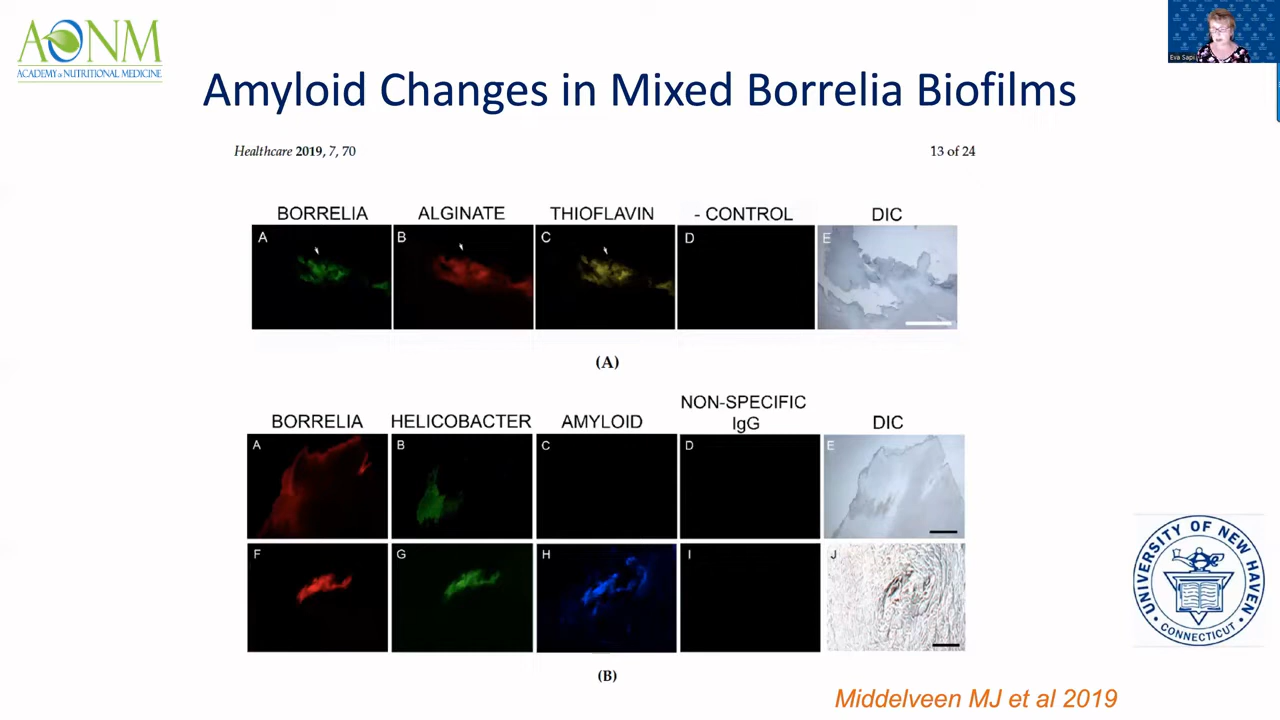 AONM
ACADEMY of NUTRITIONAL MEDICINE
Eva Sapi
Amyloid Changes in Mixed Borrelia Biofilms
Healthcare 2019, 7, 70
13 of 24
BORRELIA ALGINATE THIOFLAVIN - CONTROL DIC
A B C D E
(A)
BORRELIA HELICOBACTER AMYLOID NON-SPECIFIC IgG DIC
A B C D E
F G H I J
(B)
UNIVERSITY OF NEW HAVEN
CONNECTICUT
Middelveen MJ et al 2019